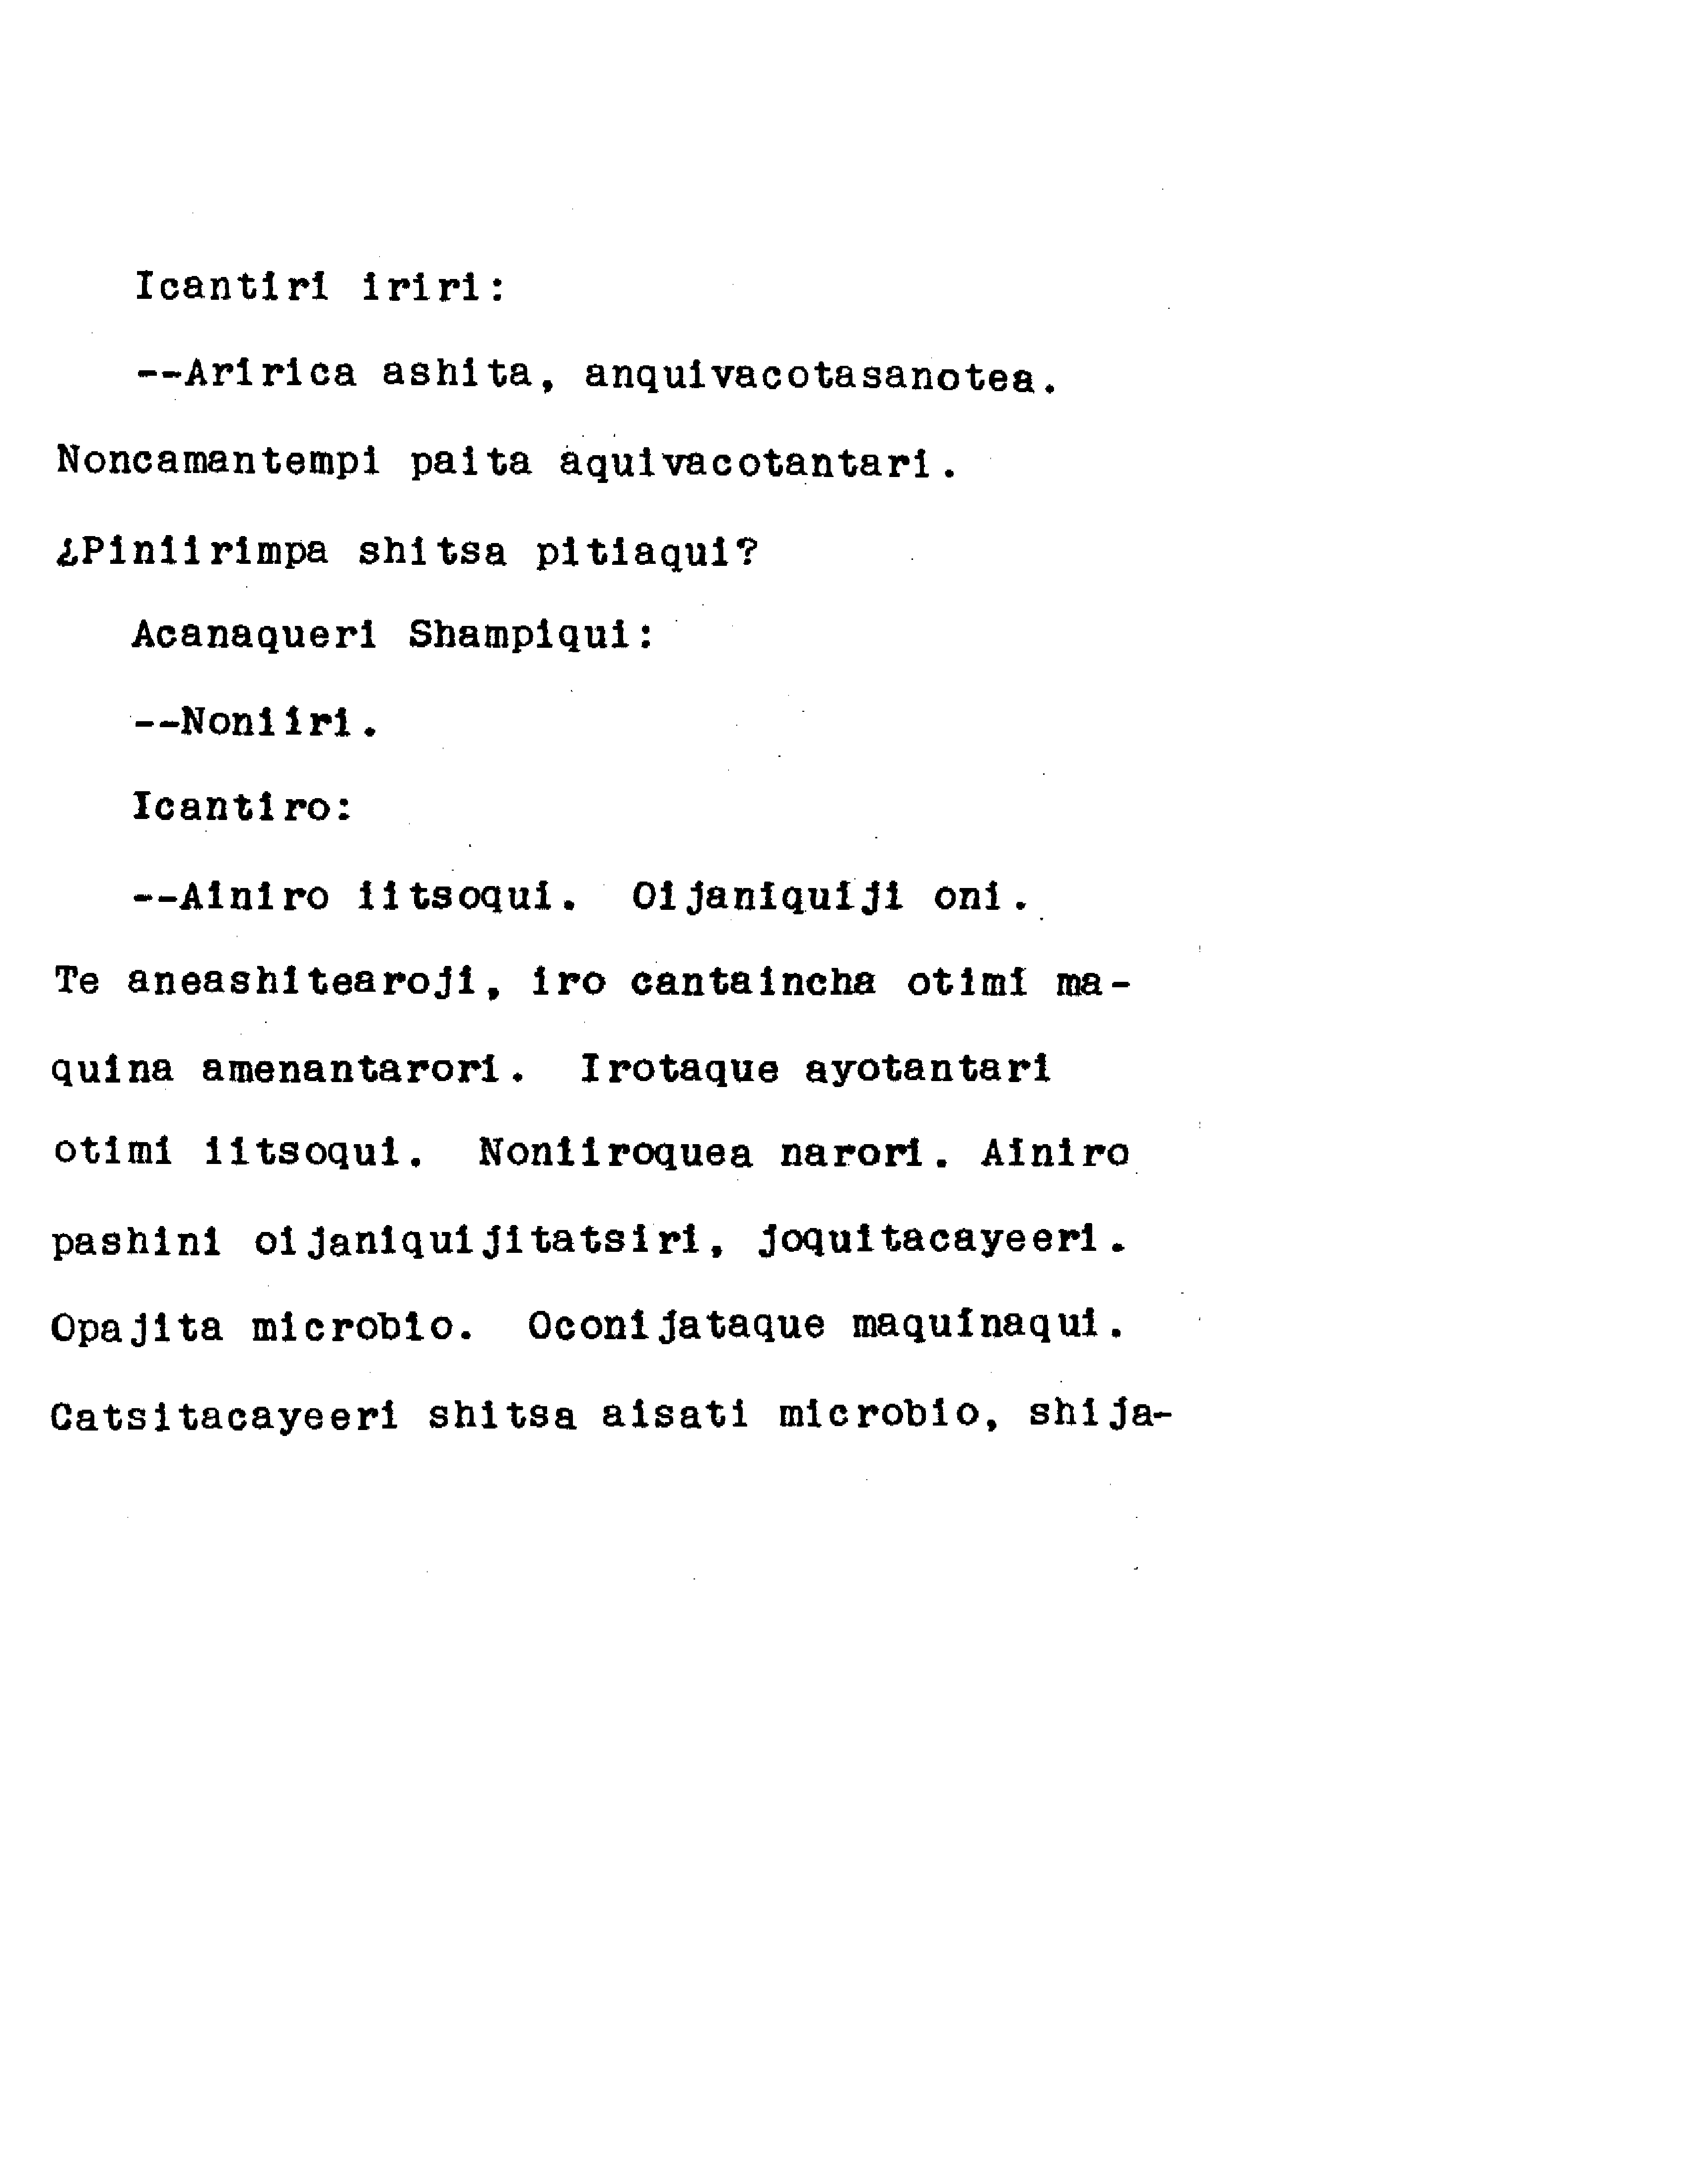 Icantiri iriri:
--Aririca ashita, anquivacotasanotea.
Noncamantempi paita aquivacotantari.
¿Piniirimpa shitsa pitiaqui?
Acanaqueri Shampiqui:
--Noniiri.
Icantiro:
--Ainiro iitsoqui. Oijaniquiji oni.
Te aneashitearoji, iro cantaincha otimi ma-
quina amenantarori. Irotaque ayotantari
otimi iitsoqui. Noniiroquea narori. Ainiro
pashini oijaniquijitatsiri, joquitacayeeri.
Opajita microbio. Oconijataque maquinaqui.
Catsitacayeeri shitsa aisati microbio, shija-